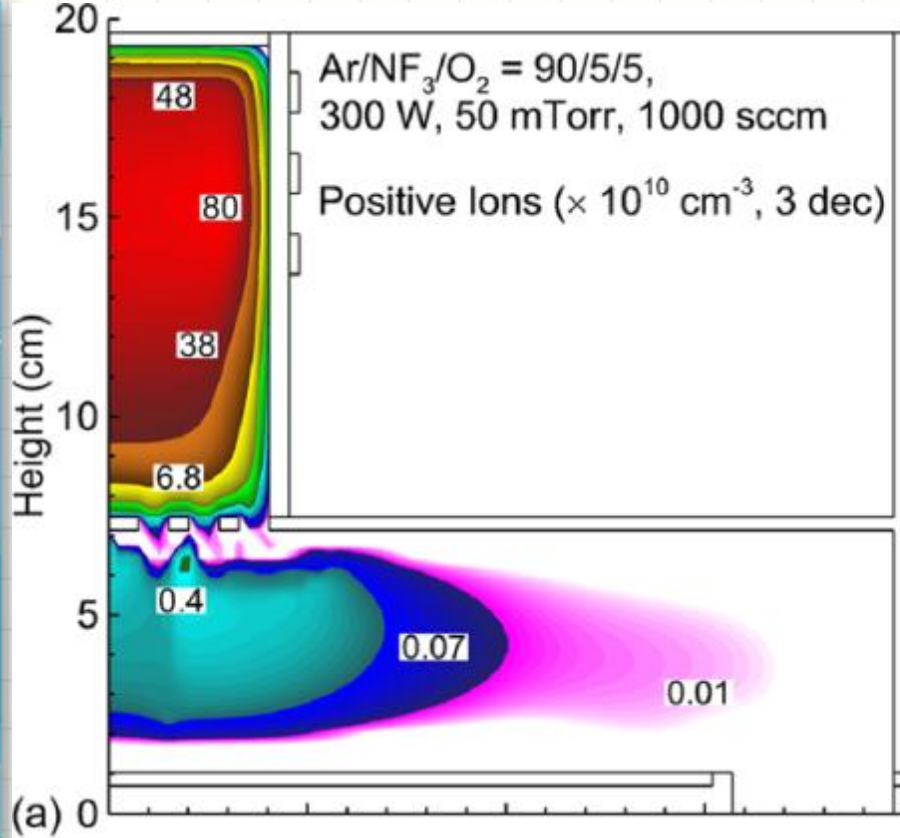 20
Ar/NF₃/O₂ = 90/5/5,
48
300 W, 50 mTorr, 1000 sccm
80
Positive Ions (× 10¹⁰ cm⁻³, 3 dec)
15
38
Height (cm)
10
6.8
0.4
5
0.07
0.01
(a)
0